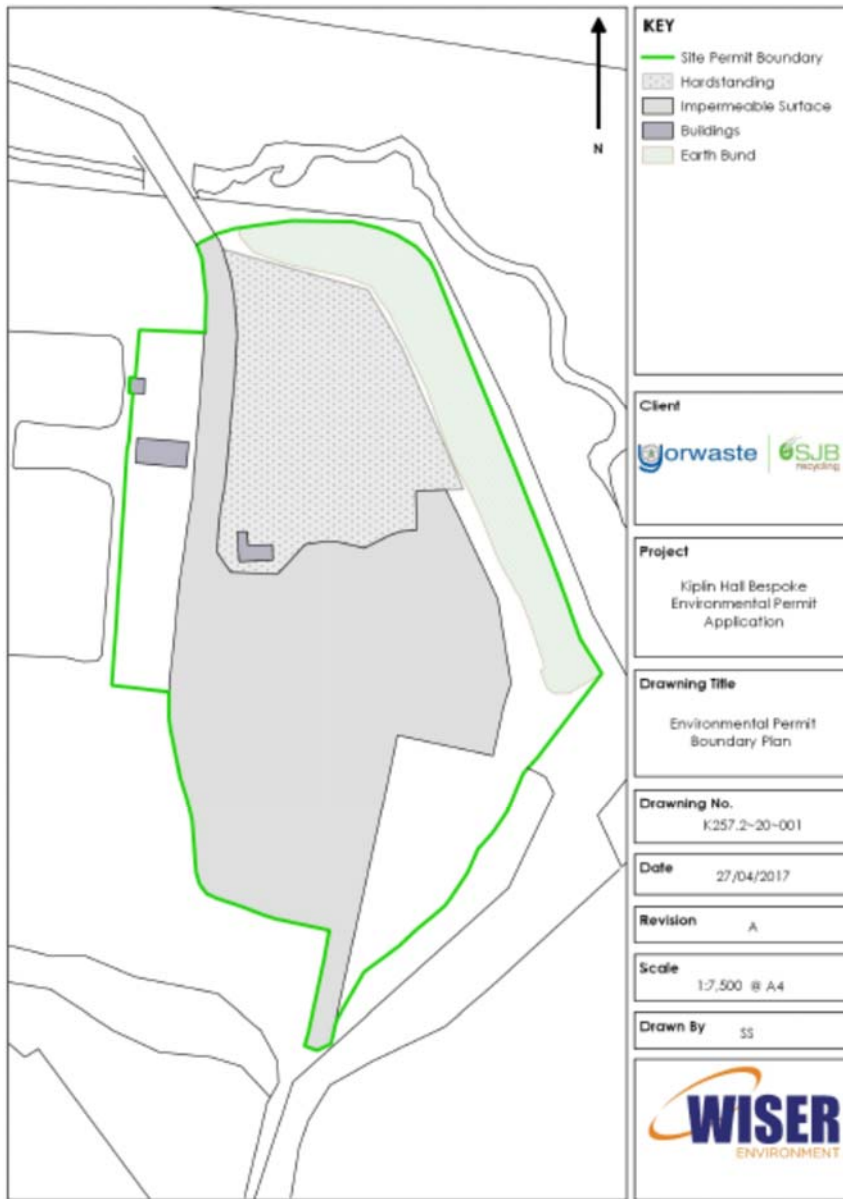 N
KEY
Site Permit Boundary
Hardstanding
Impermeable Surface
Buildings
Earth Bund
Client
Yorwaste
SJB
recycling
Project
Kiplin Hall Bespoke
Environmental Permit
Application
Drawing Title
Environmental Permit
Boundary Plan
Drawing No.
K257.2~20~001
Date
27/04/2017
Revision
A
Scale
1:7,500 @ A4
Drawn By
SS
WISER
ENVIRONMENT